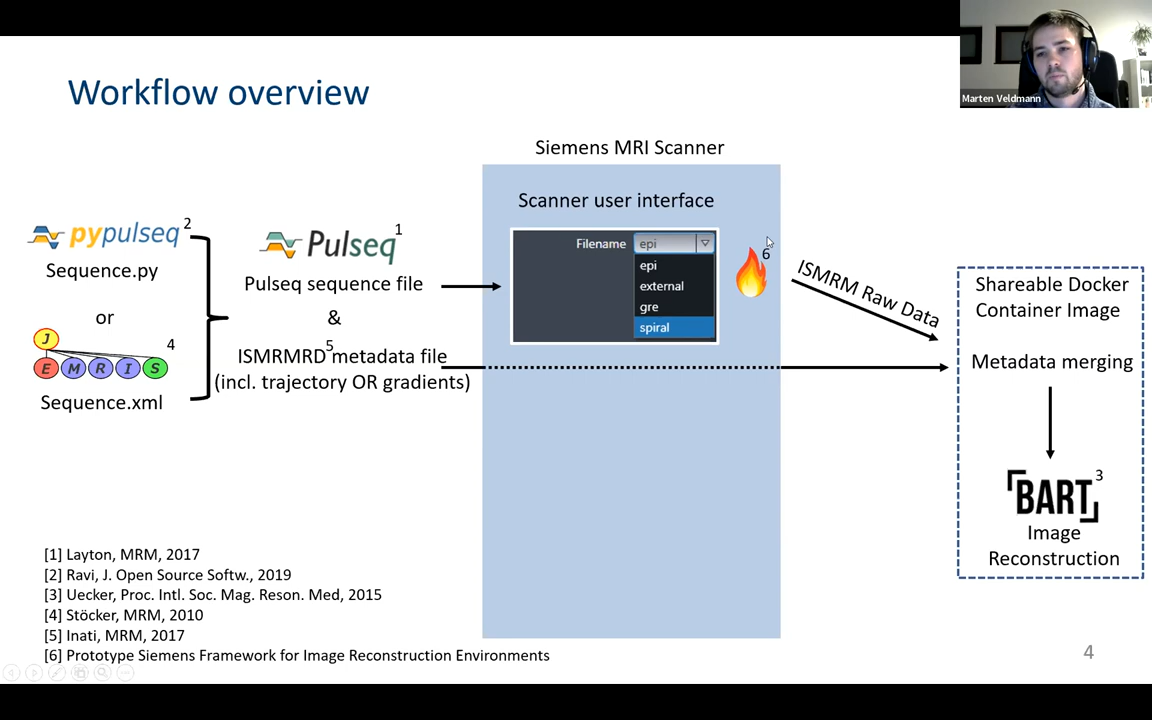 Marten Veldmann
Workflow overview
Siemens MRI Scanner
Scanner user interface
pypulseq 2
Sequence.py
or
J
E M R I S 4
Sequence.xml
Pulseq 1
Pulseq sequence file
&
ISMRMRD5 metadata file
(incl. trajectory OR gradients)
Filename epi
epi
external
gre
spiral
6
ISMRM Raw Data
Shareable Docker
Container Image
Metadata merging
BART 3
Image
Reconstruction
[1] Layton, MRM, 2017
[2] Ravi, J. Open Source Softw., 2019
[3] Uecker, Proc. Intl. Soc. Mag. Reson. Med, 2015
[4] Stöcker, MRM, 2010
[5] Inati, MRM, 2017
[6] Prototype Siemens Framework for Image Reconstruction Environments
4